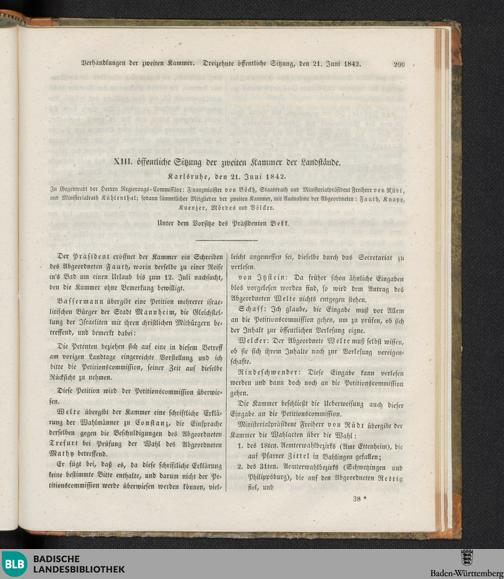 Verhandlungen der zweiten Kammer. Dreizehnte öffentliche Sitzung, den 21. Juni 1842. 209
XIII. öffentliche Sitzung der zweiten Kammer der Landstände.
Karlsruhe, den 21. Juni 1842.
In Gegenwart der Herren Regierungs-Commissäre: Finanzminister von Böckh, Staatsrath und Ministerialpräsident Freiherr von Rüdt,
und Ministerialrath Kühlenthal; sodann sämmtlicher Mitglieder der zweiten Kammer, mit Ausnahme der Abgeordneten: Fauth, Knapp,
Kuenzer, Mördes und Völcker.
Unter dem Vorsitze des Präsidenten Bekk.
Der Präsident eröffnet der Kammer ein Schreiben
des Abgeordneten Fauth, worin derselbe zu einer Reise
in's Bad um einen Urlaub bis zum 12. Juli nachsucht,
den die Kammer ohne Bemerkung bewilligt.
Bassermann übergibt eine Petition mehrerer israe-
litischen Bürger der Stadt Mannheim, die Gleichstel-
lung der Israeliten mit ihren christlichen Mitbürgern be-
treffend, und bemerkt dabei:
Die Petenten beziehen sich auf eine in diesem Betreff
am vorigen Landtage eingereichte Vorstellung und ich
bitte die Petitionscommission, seiner Zeit auf dieselbe
Rücksicht zu nehmen.
Diese Petition wird der Petitionscommission überwie-
sen.
Welte übergibt der Kammer eine schriftliche Erklä-
rung der Wahlmänner zu Constanz, die Einsprache
derselben gegen die Beschuldigungen des Abgeordneten
Trefurt bei Prüfung der Wahl des Abgeordneten
Mathy betreffend.
Er fügt bei, daß es, da diese schriftliche Erklärung
keine bestimmte Bitte enthalte, und darum nicht der Pe-
titionscommission werde überwiesen werden können, viel-
leicht angemessen sei, dieselbe durch das Secretariat zu
verlesen.
von Itzstein: Da früher schon ähnliche Eingaben
blos vorgelesen worden sind, so wird dem Antrag des
Abgeordneten Welte nichts entgegen stehen.
Schaaff: Ich glaube, die Eingabe muß vor Allem
an die Petitionscommission gehen, um zu prüfen, ob sich
der Inhalt zur öffentlichen Verlesung eigne.
Welcker: Der Abgeordnete Welte muß selbst wissen,
ob sie sich ihrem Inhalte nach zur Verlesung vereigen-
schafte.
Rindeschwender: Diese Eingabe kann verlesen
werden und dann doch noch an die Petitionscommission
gehen.
Die Kammer beschließt die Ueberweisung auch dieser
Eingabe an die Petitionscommission.
Ministerialpräsident Freiherr von Rüdt übergibt der
Kammer die Wahlacten über die Wahl:
1. des 18ten Aemterwahlbezirks (Amt Ettenheim), die
auf Pfarrer Zittel in Bahlingen gefallen;
2. des 31ten Aemterwahlbezirks (Schwetzingen und
Philippsburg), die auf den Abgeordneten Rettig
fiel, und
38 *
BLB BADISCHE
LANDESBIBLIOTHEK
Baden-Württemberg